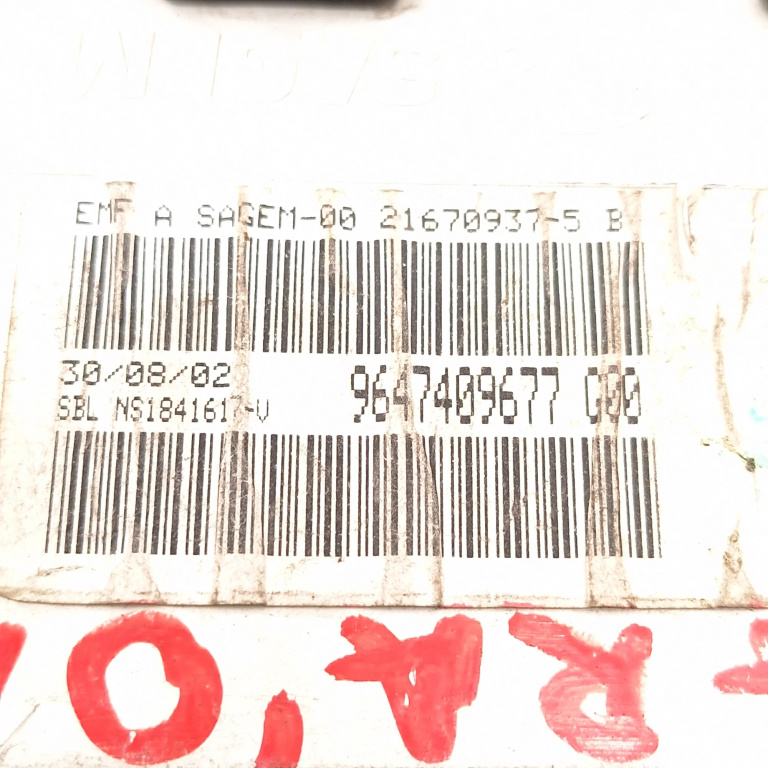 EMF A SAGEM-00 21670937-5 B
30/08/02
9647409677 C00
SBL NS1841617-V